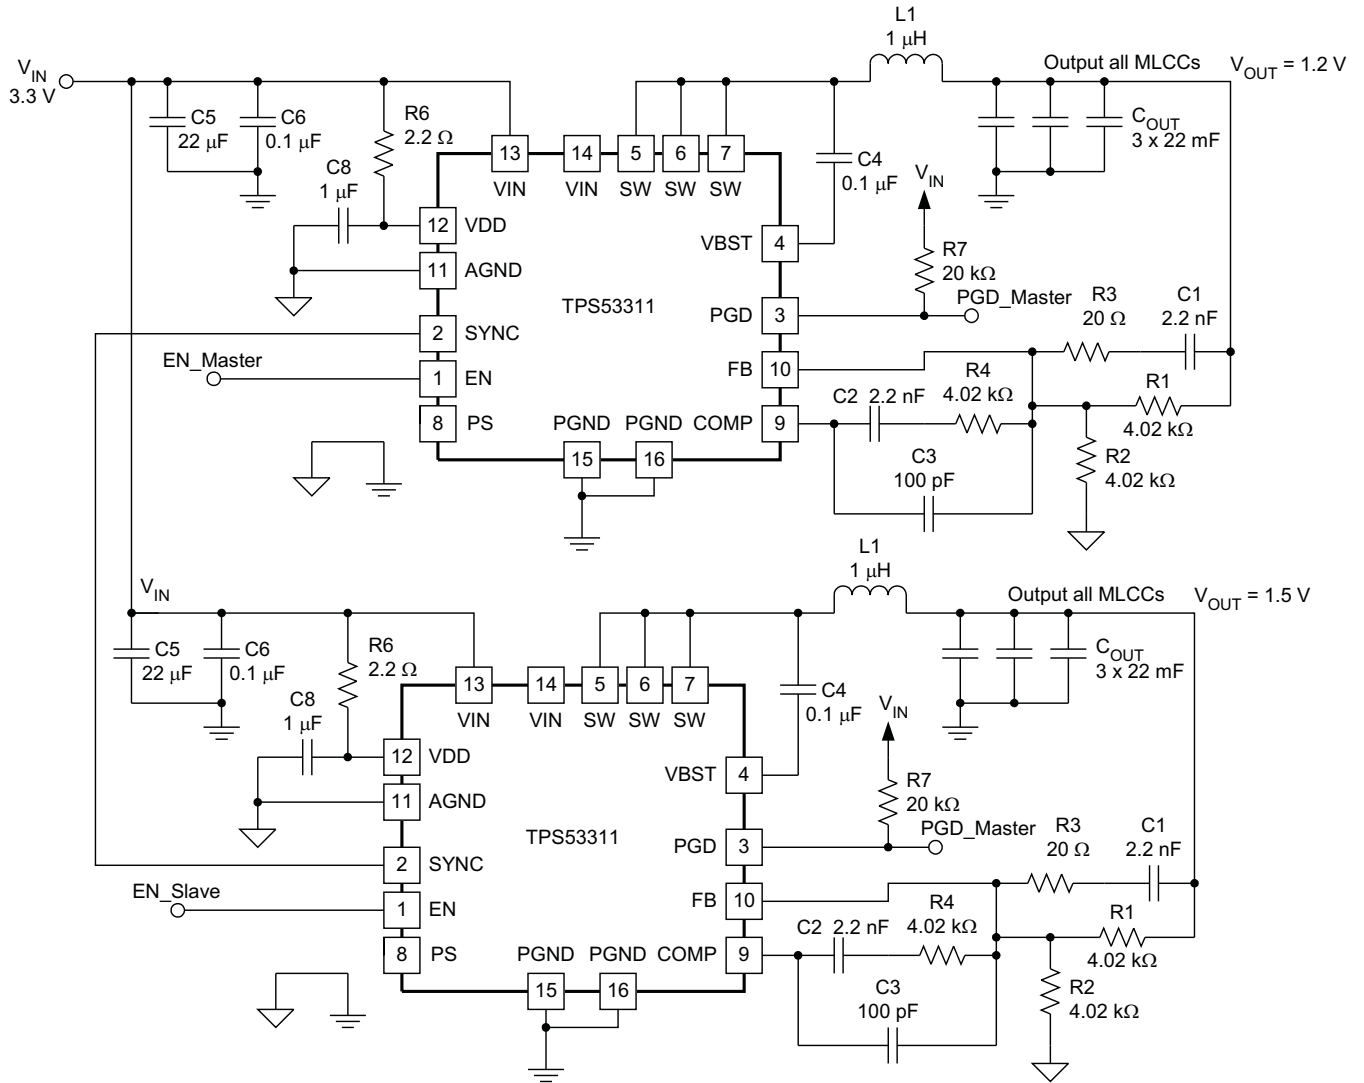 L1
1 µH
VIN
3.3 V
Output all MLCCs
VOUT = 1.2 V
C5
22 µF
C6
0.1 µF
R6
2.2 Ω
COUT
3 x 22 mF
13
14
5
6
7
VIN
VIN
SW
SW
SW
C4
0.1 µF
C8
1 µF
VIN
12
VDD
VBST
4
R7
20 kΩ
11
AGND
TPS53311
PGD
3
PGD_Master
R3
20 Ω
C1
2.2 nF
2
SYNC
EN_Master
1
EN
FB
10
R4
4.02 kΩ
R1
4.02 kΩ
C2
2.2 nF
8
PS
PGND
PGND
COMP
9
15
16
C3
100 pF
R2
4.02 kΩ
L1
1 µH
VIN
Output all MLCCs
VOUT = 1.5 V
C5
22 µF
C6
0.1 µF
R6
2.2 Ω
COUT
3 x 22 mF
13
14
5
6
7
VIN
VIN
SW
SW
SW
C4
0.1 µF
C8
1 µF
VIN
12
VDD
VBST
4
R7
20 kΩ
11
AGND
TPS53311
PGD
3
PGD_Master
R3
20 Ω
C1
2.2 nF
2
SYNC
EN_Slave
1
EN
FB
10
R4
4.02 kΩ
R1
4.02 kΩ
C2
2.2 nF
8
PS
PGND
PGND
COMP
9
15
16
C3
100 pF
R2
4.02 kΩ